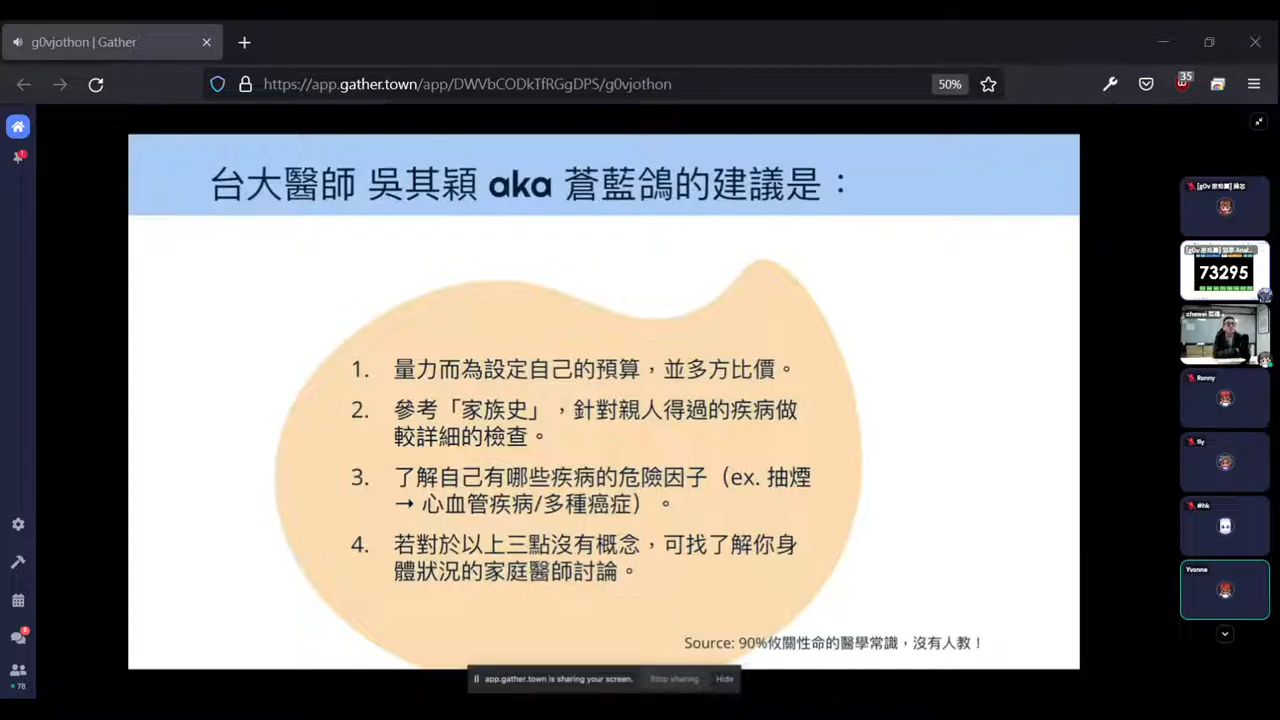 g0vjothon | Gather
https://app.gather.town/app/DWVbCODkTfRGgDPS/g0vjothon
50%
35
1
台大醫師 吳其穎 aka 蒼藍鴿的建議是：
1. 量力而為設定自己的預算，並多方比價。
2. 參考「家族史」，針對親人得過的疾病做
較詳細的檢查。
3. 了解自己有哪些疾病的危險因子（ex. 抽煙
→ 心血管疾病/多種癌症）。
4. 若對於以上三點沒有概念，可找了解你身
體狀況的家庭醫師討論。
Source: 90%攸關性命的醫學常識，沒有人教！
app.gather.town is sharing your screen.
Stop sharing
Hide
73295
chewei
Ronny
fly
#hk
Yvonne
78